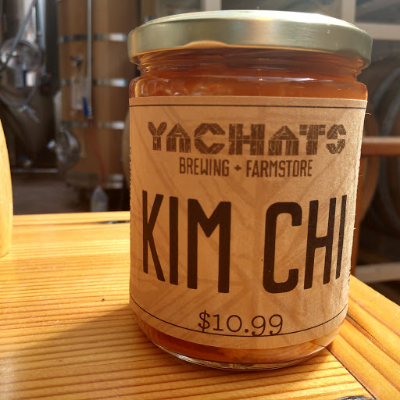 YACHATS
BREWING + FARMSTORE
KIM CHI
$10.99